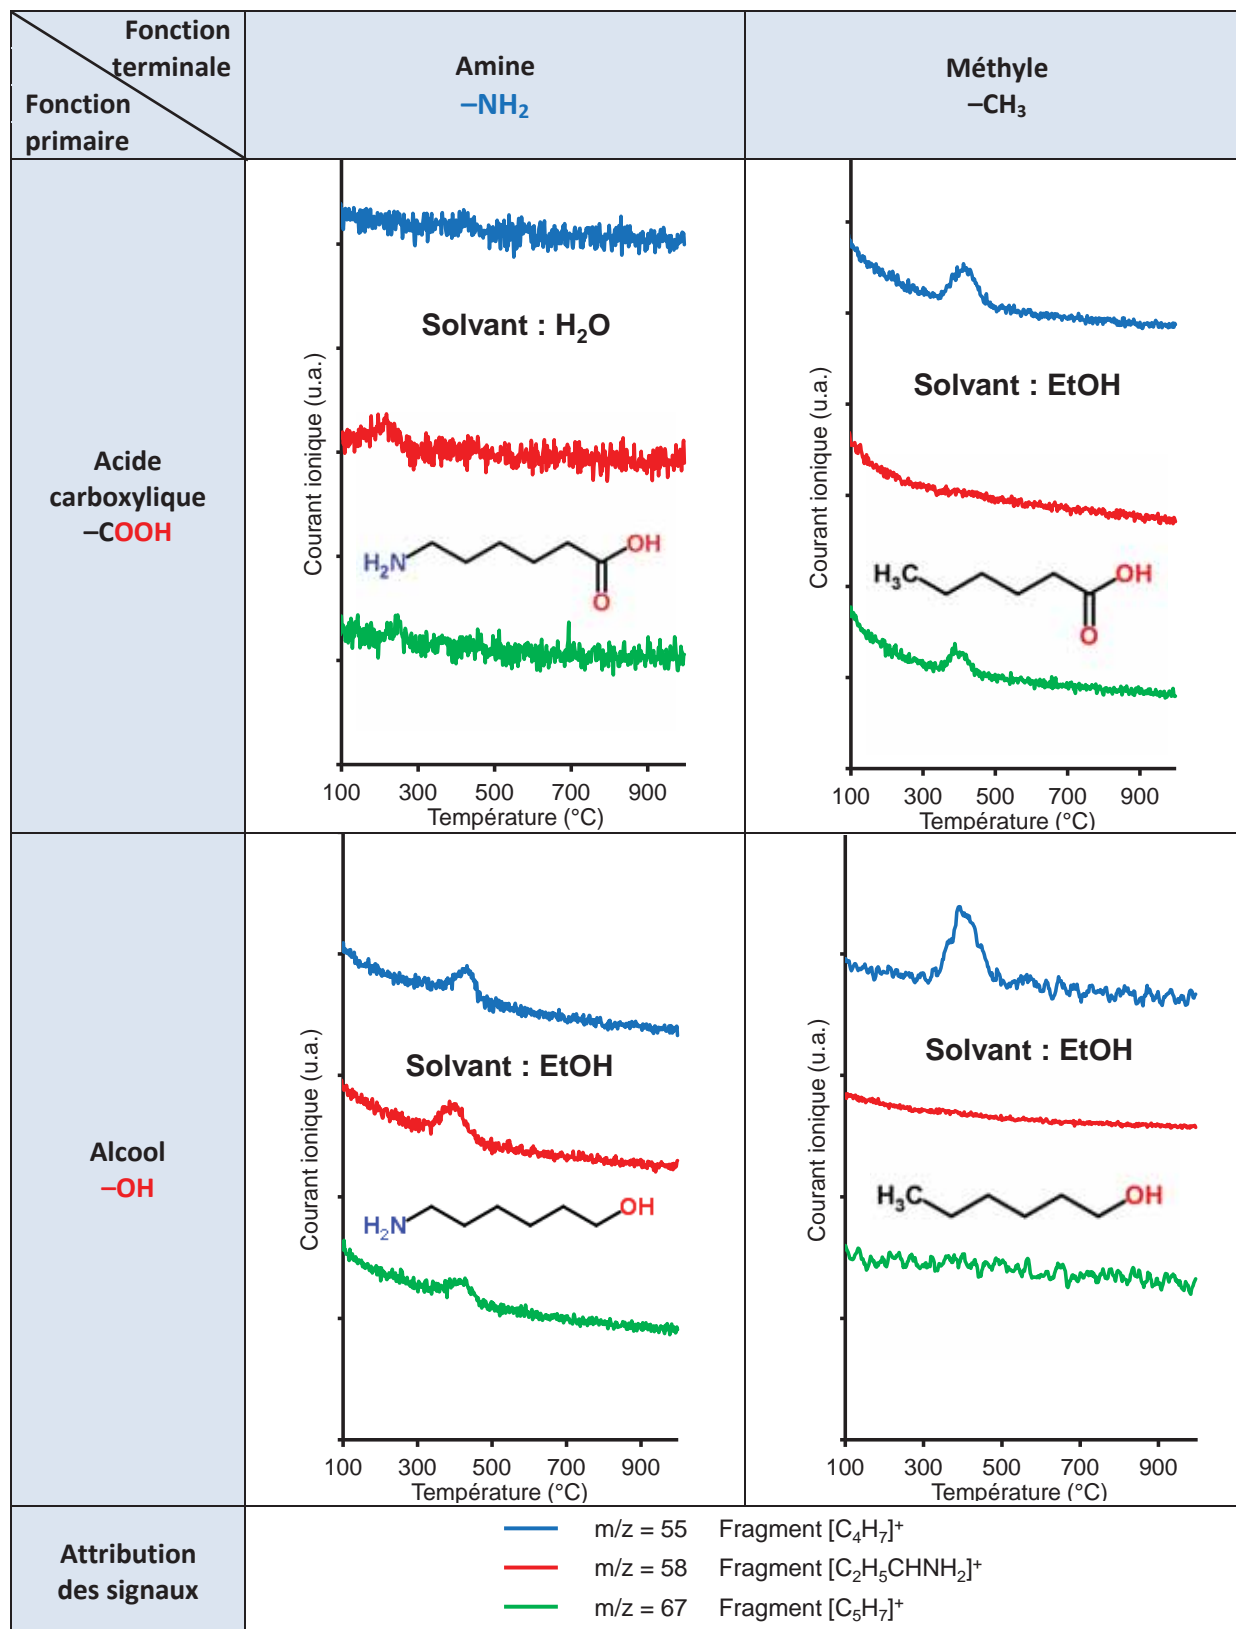 Fonction
terminale
Fonction
primaire
Amine
–NH₂
Méthyle
–CH₃
Acide
carboxylique
–COOH
Courant ionique (u.a.)
Solvant : H₂O
H₂N
OH
O
100 300 500 700 900
Température (°C)
Courant ionique (u.a.)
Solvant : EtOH
H₃C
OH
O
100 300 500 700 900
Température (°C)
Alcool
–OH
Courant ionique (u.a.)
Solvant : EtOH
H₂N
OH
100 300 500 700 900
Température (°C)
Courant ionique (u.a.)
Solvant : EtOH
H₃C
OH
100 300 500 700 900
Température (°C)
Attribution
des signaux
m/z = 55 Fragment [C₄H₇]⁺
m/z = 58 Fragment [C₂H₅CHNH₂]⁺
m/z = 67 Fragment [C₅H₇]⁺